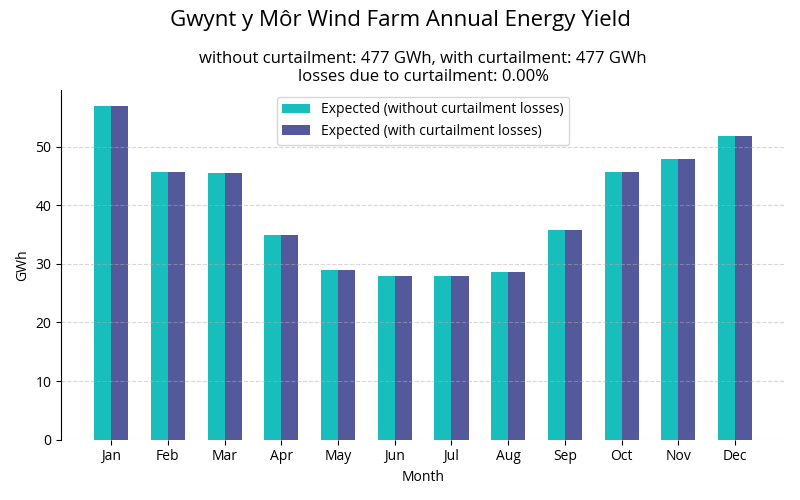 Gwynt y Môr Wind Farm Annual Energy Yield
without curtailment: 477 GWh, with curtailment: 477 GWh
losses due to curtailment: 0.00%
Expected (without curtailment losses)
Expected (with curtailment losses)
GWh
50
40
30
20
10
0
Jan Feb Mar Apr May Jun Jul Aug Sep Oct Nov Dec
Month